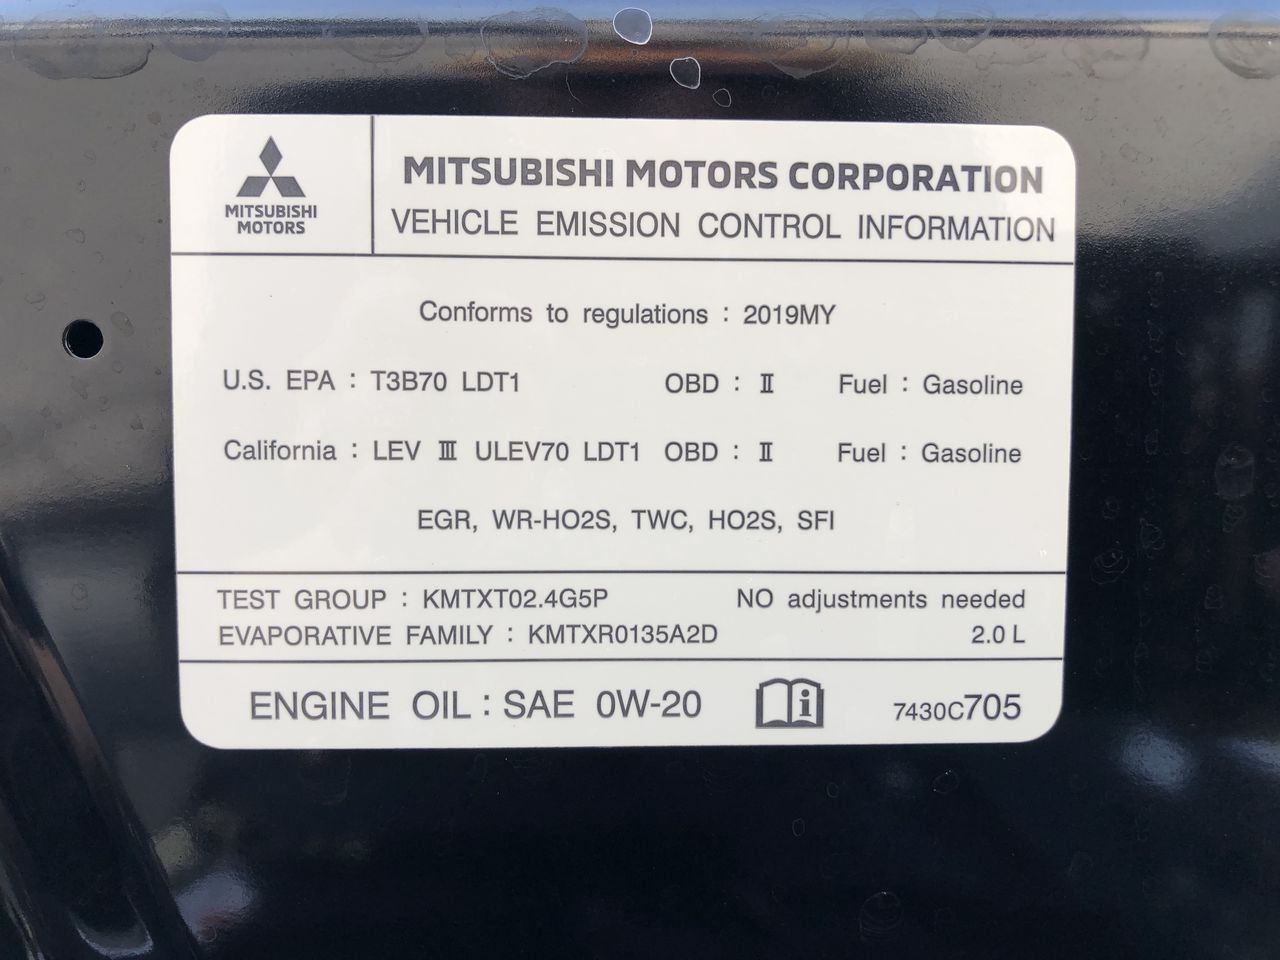 MITSUBISHI
MOTORS
MITSUBISHI MOTORS CORPORATION
VEHICLE EMISSION CONTROL INFORMATION
Conforms to regulations : 2019MY
U.S. EPA : T3B70 LDT1 OBD : Ⅱ Fuel : Gasoline
California : LEV Ⅲ ULEV70 LDT1 OBD : Ⅱ Fuel : Gasoline
EGR, WR-HO2S, TWC, HO2S, SFI
TEST GROUP : KMTXT02.4G5P NO adjustments needed
EVAPORATIVE FAMILY : KMTXR0135A2D 2.0 L
ENGINE OIL : SAE 0W-20 i 7430C705